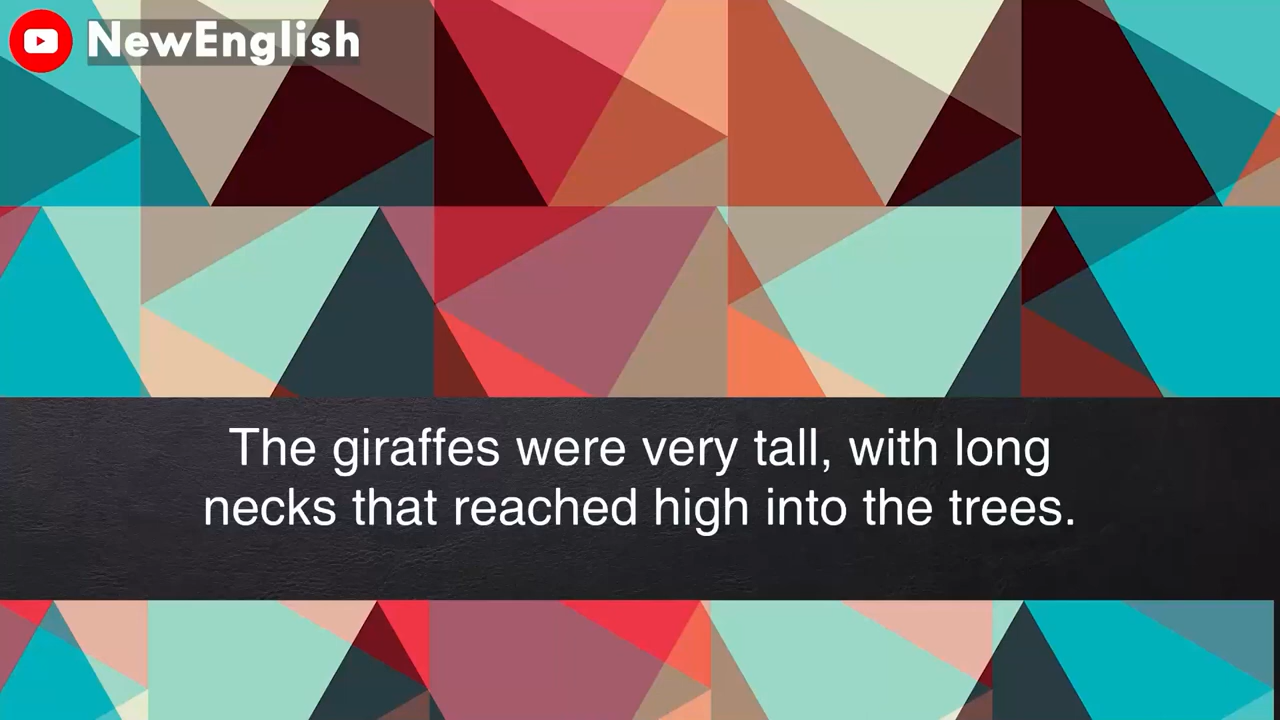 NewEnglish
The giraffes were very tall, with long
necks that reached high into the trees.